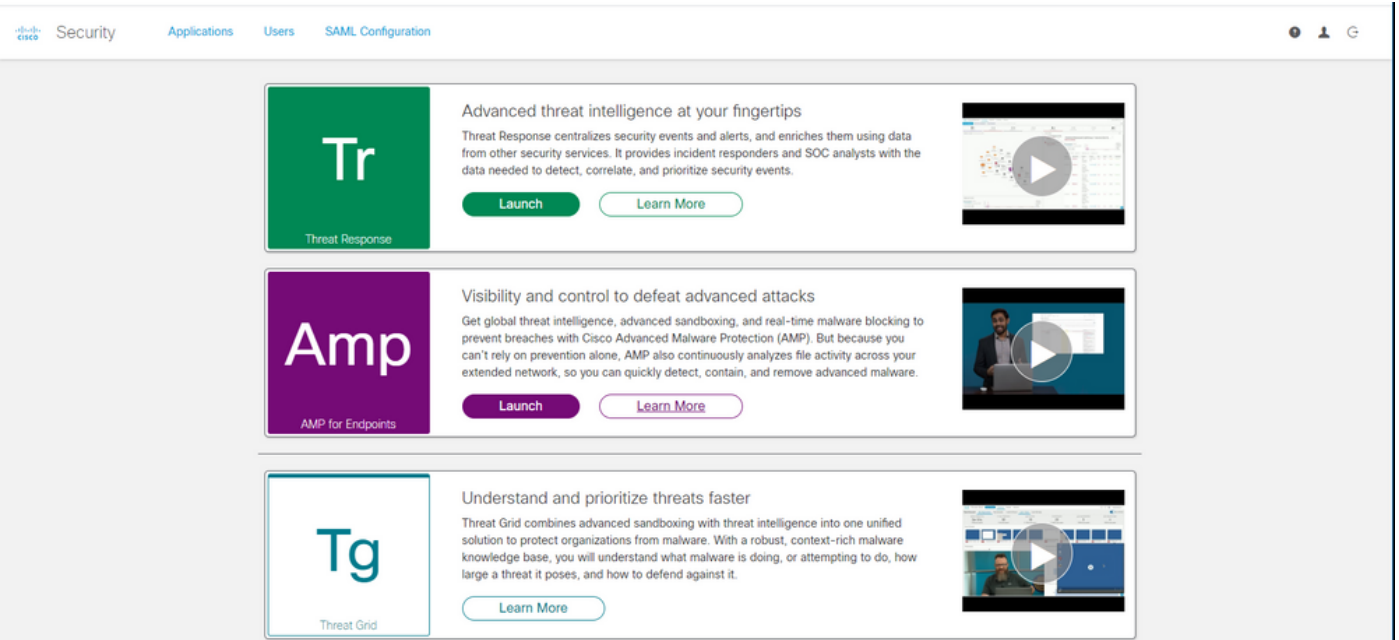 cisco Security Applications Users SAML Configuration
Tr
Threat Response
Advanced threat intelligence at your fingertips
Threat Response centralizes security events and alerts, and enriches them using data
from other security services. It provides incident responders and SOC analysts with the
data needed to detect, correlate, and prioritize security events.
Launch Learn More
Amp
AMP for Endpoints
Visibility and control to defeat advanced attacks
Get global threat intelligence, advanced sandboxing, and real-time malware blocking to
prevent breaches with Cisco Advanced Malware Protection (AMP). But because you
can't rely on prevention alone, AMP also continuously analyzes file activity across your
extended network, so you can quickly detect, contain, and remove advanced malware.
Launch Learn More
Tg
Threat Grid
Understand and prioritize threats faster
Threat Grid combines advanced sandboxing with threat intelligence into one unified
solution to protect organizations from malware. With a robust, context-rich malware
knowledge base, you will understand what malware is doing, or attempting to do, how
large a threat it poses, and how to defend against it.
Learn More